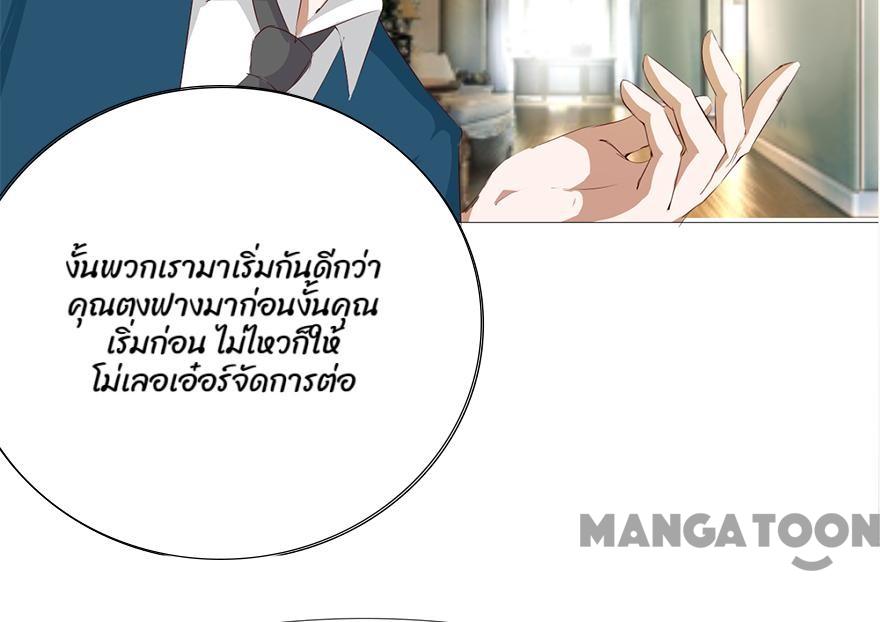 งั้นพวกเรามาเริ่มกันดีกว่า
คุณตงฟางมาก่อนงั้นคุณ
เริ่มก่อน ไม่ไหวก็ให้
โม่เลอเอ๋อร์จัดการต่อ
MANGATOON